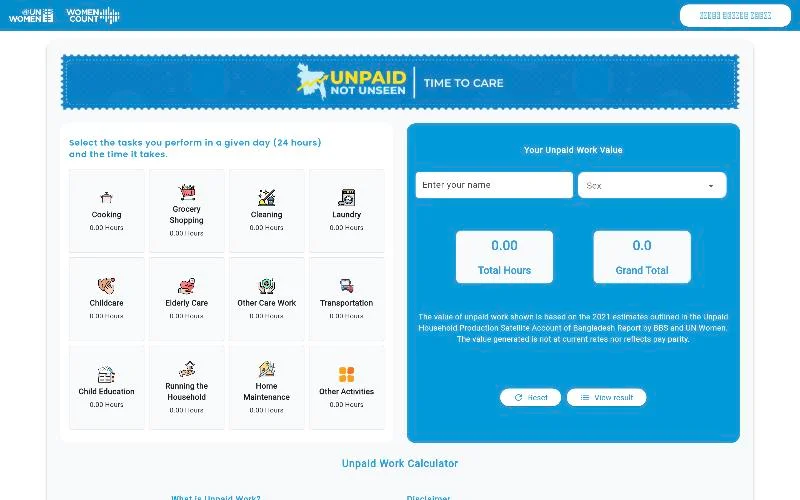 UN
WOMEN
WOMEN
COUNT
UNPAID
NOT UNSEEN
TIME TO CARE
Select the tasks you perform in a given day (24 hours)
and the time it takes.
Cooking
0.00 Hours
Grocery
Shopping
0.00 Hours
Cleaning
0.00 Hours
Laundry
0.00 Hours
Childcare
0.00 Hours
Elderly Care
0.00 Hours
Other Care Work
0.00 Hours
Transportation
0.00 Hours
Child Education
0.00 Hours
Running the
Household
0.00 Hours
Home
Maintenance
0.00 Hours
Other Activities
0.00 Hours
Your Unpaid Work Value
Enter your name
Sex
0.00
Total Hours
0.0
Grand Total
The value of unpaid work shown is based on the 2021 estimates outlined in the Unpaid
Household Production Satellite Account of Bangladesh Report by BBS and UN Women.
The value generated is not at current rates nor reflects pay parity.
Reset
View result
Unpaid Work Calculator
What is Unpaid Work?
Disclaimer